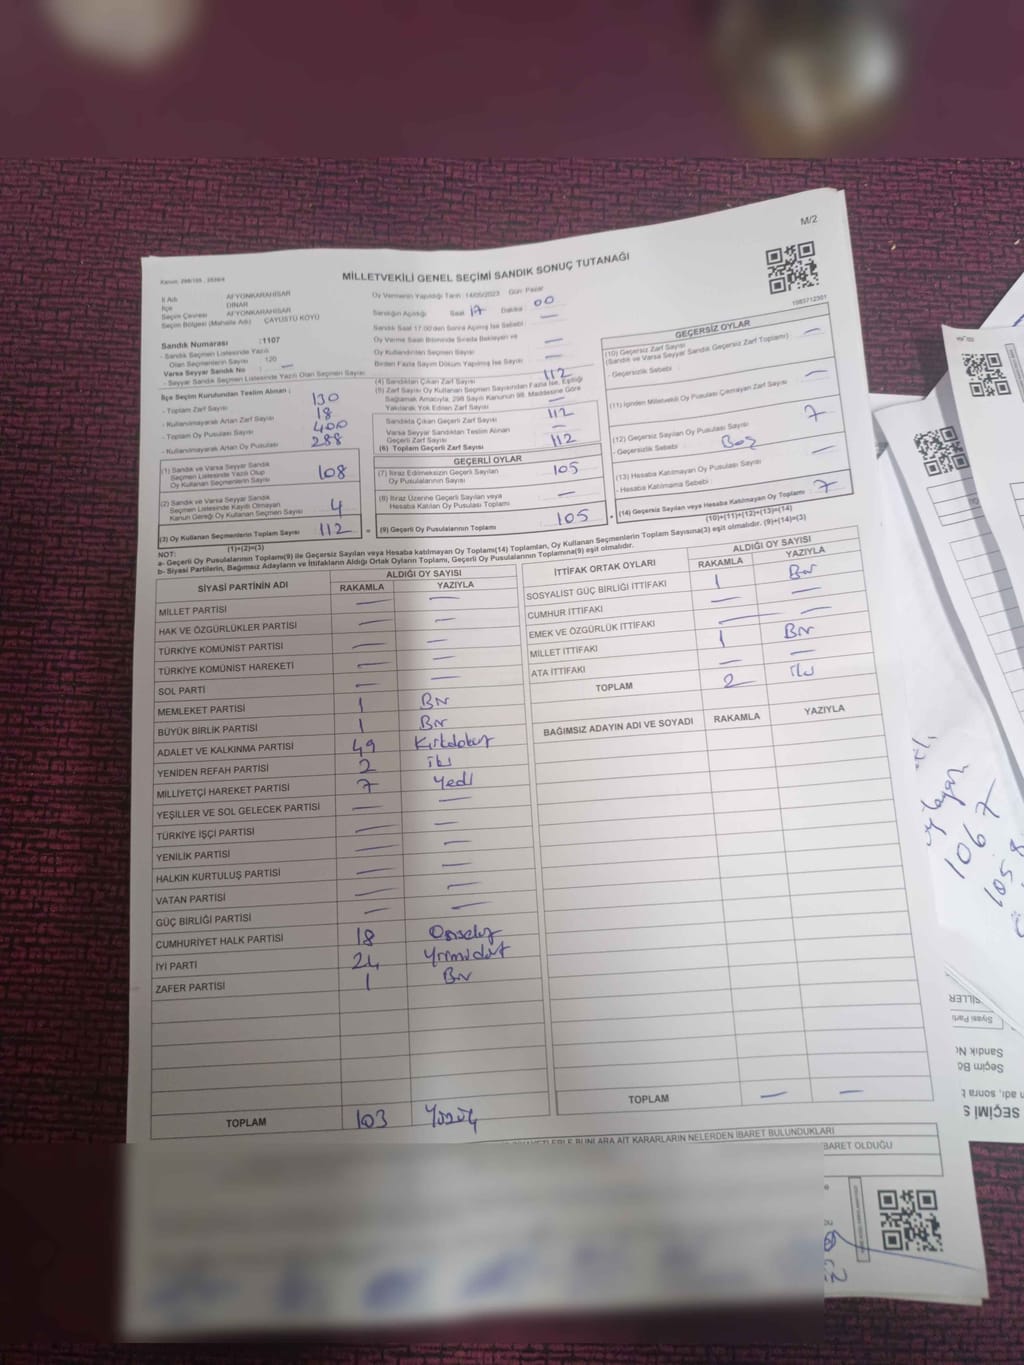 M/2
Kanun: 298/105 , 2839/4
MİLLETVEKİLİ GENEL SEÇİMİ SANDIK SONUÇ TUTANAĞI
1083712301
İl Adı AFYONKARAHİSAR
İlçe DİNAR
Seçim Çevresi AFYONKARAHİSAR
Seçim Bölgesi (Mahalle Adı) : ÇAYÜSTÜ KÖYÜ
Sandık Numarası :1107
- Sandık Seçmen Listesinde Yazılı
Olan Seçmenlerin Sayısı : 120
Varsa Seyyar Sandık No : —
- Seyyar Sandık Seçmen Listesinde Yazılı Olan Seçmen Sayısı
İlçe Seçim Kurulundan Teslim Alınan :
- Toplam Zarf Sayısı 130
- Kullanılmayarak Artan Zarf Sayısı 18
- Toplam Oy Pusulası Sayısı 400
- Kullanılmayarak Artan Oy Pusulası 288
(1) Sandık ve Varsa Seyyar Sandık
Seçmen Listesinde Yazılı Olup
Oy Kullanan Seçmenlerin Sayısı 108
(2) Sandık ve Varsa Seyyar Sandık
Seçmen Listesinde Kayıtlı Olmayan
Kanun Gereği Oy Kullanan Seçmen Sayısı 4
(3) Oy Kullanan Seçmenlerin Toplam Sayısı 112 =
(1)+(2)=(3)
Oy Vermenin Yapıldığı Tarih : 14/05/2023 Gün: Pazar
Sandığın Açıldığı Saat 17 Dakika : 00
Sandık Saat 17.00'den Sonra Açılmış İse Sebebi : —
Oy Verme Saati Bitiminde Sırada Bekleyen ve
Oy Kullandırılan Seçmen Sayısı —
Birden Fazla Sayım Döküm Yapılmış İse Sayısı —
(4) Sandıktan Çıkan Zarf Sayısı 112
(5) Zarf Sayısı Oy Kullanan Seçmen Sayısından Fazla İse, Eşitliği
Sağlamak Amacıyla, 298 Sayılı Kanunun 98. Maddesine Göre
Yakılarak Yok Edilen Zarf Sayısı —
Sandıkta Çıkan Geçerli Zarf Sayısı 112
Varsa Seyyar Sandıktan Teslim Alınan
Geçerli Zarf Sayısı —
(6) Toplam Geçerli Zarf Sayısı 112
GEÇERLİ OYLAR
(7) İtiraz Edilmeksizin Geçerli Sayılan
Oy Pusulalarının Sayısı 105
(8) İtiraz Üzerine Geçerli Sayılan veya
Hesaba Katılan Oy Pusulaları Toplamı —
(9) Geçerli Oy Pusulalarının Toplamı 105 +
GEÇERSİZ OYLAR
(10) Geçersiz Zarf Sayısı
(Sandık ve Varsa Seyyar Sandık Geçersiz Zarf Toplamı) —
- Geçersizlik Sebebi :
(11) İçinden Milletvekili Oy Pusulası Çıkmayan Zarf Sayısı —
(12) Geçersiz Sayılan Oy Pusulası Sayısı 7
- Geçersizlik Sebebi : Boş
(13) Hesaba Katılmayan Oy Pusulası Sayısı —
- Hesaba Katılmama Sebebi :
(14) Geçersiz Sayılan veya Hesaba Katılmayan Oy Toplamı 7
(10)+(11)+(12)+(13)=(14)
NOT:
a- Geçerli Oy Pusulalarının Toplamı(9) ile Geçersiz Sayılan veya Hesaba katılmayan Oy Toplamı(14) Toplamları, Oy Kullanan Seçmenlerin Toplam Sayısına(3) eşit olmalıdır. (9)+(14)=(3)
b- Siyasi Partilerin, Bağımsız Adayların ve İttifakların Aldığı Ortak Oyların Toplamı, Geçerli Oy Pusulalarının Toplamına(9) eşit olmalıdır.
SİYASİ PARTİNİN ADI ALDIĞI OY SAYISI
RAKAMLA YAZIYLA
MİLLET PARTİSİ — —
HAK VE ÖZGÜRLÜKLER PARTİSİ — —
TÜRKİYE KOMÜNİST PARTİSİ — —
TÜRKİYE KOMÜNİST HAREKETİ — —
SOL PARTİ — —
MEMLEKET PARTİSİ 1 Bir
BÜYÜK BİRLİK PARTİSİ 1 Bir
ADALET VE KALKINMA PARTİSİ 49 Kırkdokuz
YENİDEN REFAH PARTİSİ 2 iki
MİLLİYETÇİ HAREKET PARTİSİ 7 Yedi
YEŞİLLER VE SOL GELECEK PARTİSİ — —
TÜRKİYE İŞÇİ PARTİSİ — —
YENİLİK PARTİSİ — —
HALKIN KURTULUŞ PARTİSİ — —
VATAN PARTİSİ — —
GÜÇ BİRLİĞİ PARTİSİ — —
CUMHURİYET HALK PARTİSİ 18 Onsekiz
İYİ PARTİ 24 Yirmidört
ZAFER PARTİSİ 1 Bir
TOPLAM 103 Yüzüç
İTTİFAK ORTAK OYLARI ALDIĞI OY SAYISI
RAKAMLA YAZIYLA
SOSYALİST GÜÇ BİRLİĞİ İTTİFAKI 1 Bir
CUMHUR İTTİFAKI — —
EMEK VE ÖZGÜRLÜK İTTİFAKI — —
MİLLET İTTİFAKI 1 Bir
ATA İTTİFAKI — —
TOPLAM 2 iki
BAĞIMSIZ ADAYIN ADI VE SOYADI RAKAMLA YAZIYLA
TOPLAM — —
BUNLARA AİT KARARLARIN NELERDEN İBARET BULUNDUKLARI
İBARET OLDUĞU
106 7
105
SİLLER
Siyasi Parti
Sandık No
Seçim Bö
n adı, sonra t
SEÇİMİ S